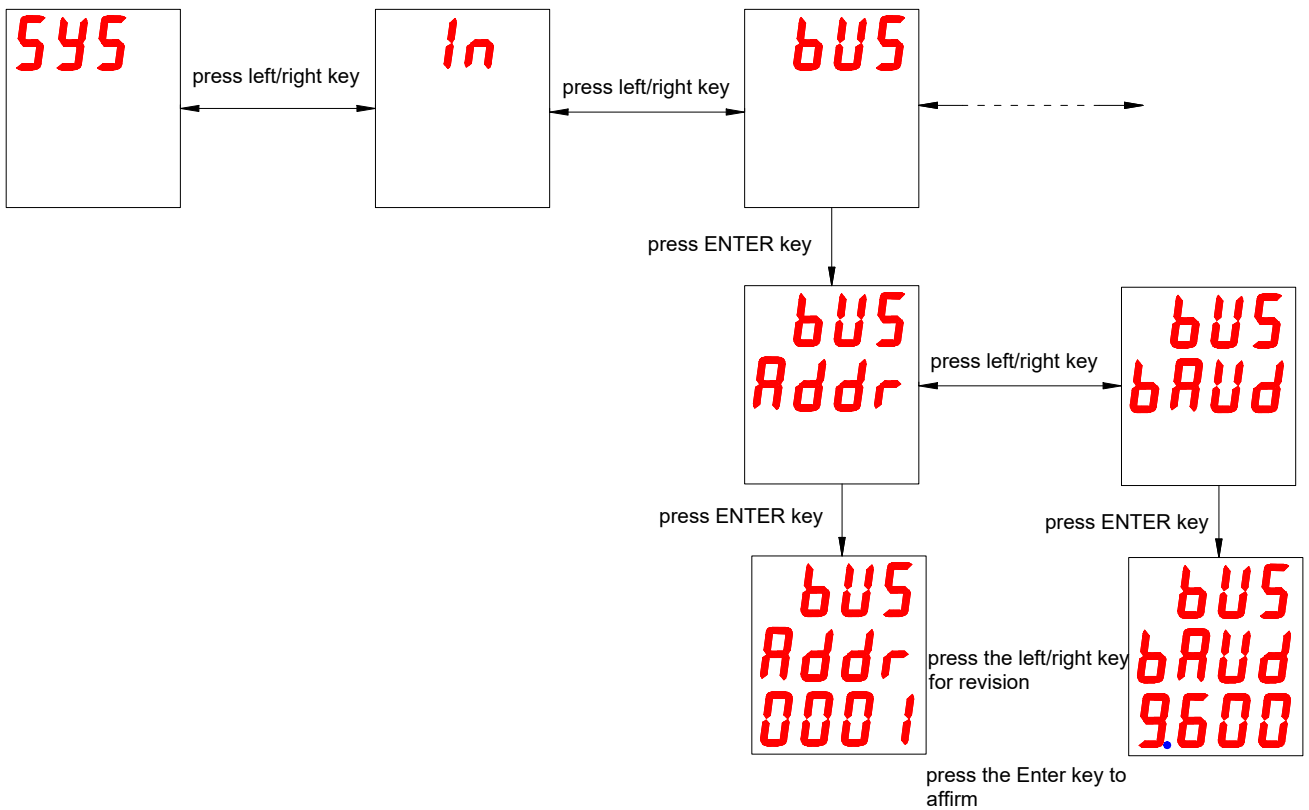 SYS
In
bUS
press left/right key
press left/right key
press ENTER key
bUS
Addr
press left/right key
bUS
bAUd
press ENTER key
press ENTER key
bUS
Addr
0001
press the left/right key
for revision
bUS
bAUd
9.600
press the Enter key to
affirm